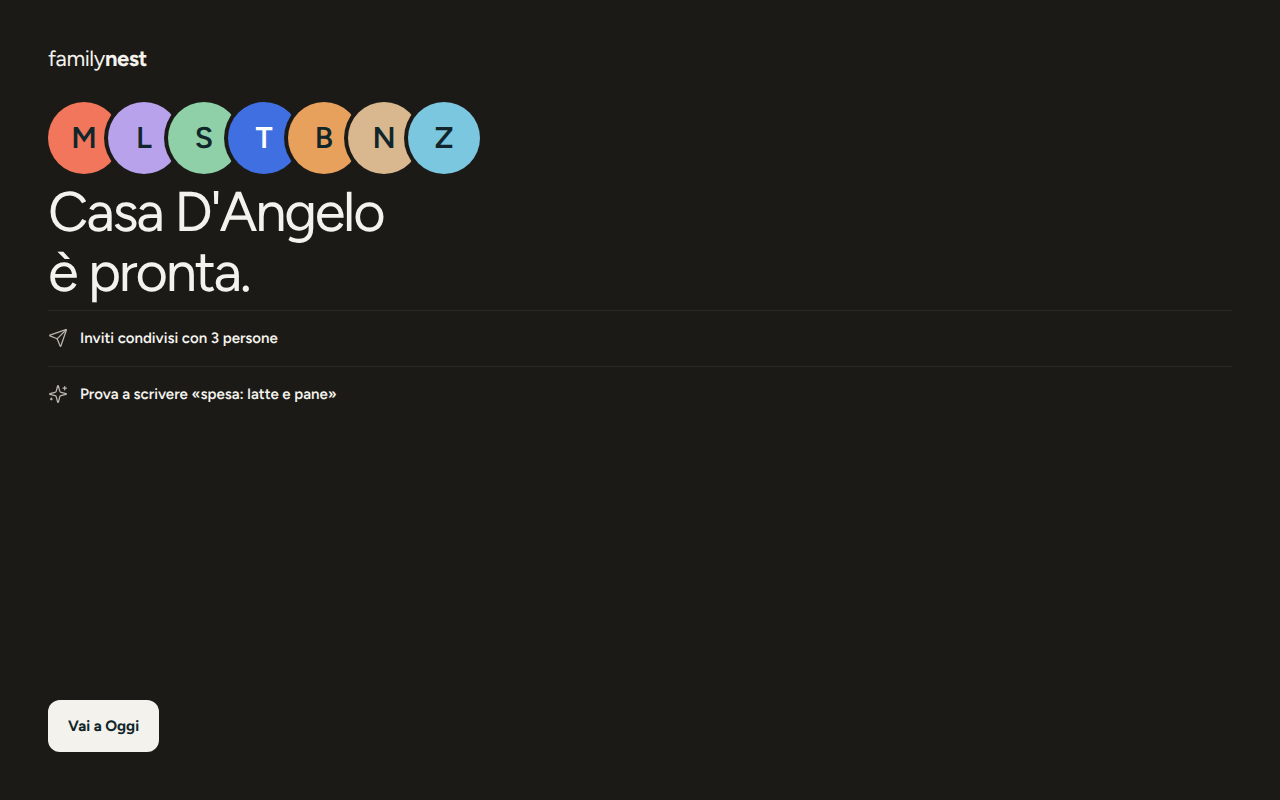 familynest
M L S T B N Z
Casa D'Angelo
è pronta.
Inviti condivisi con 3 persone
Prova a scrivere «spesa: latte e pane»
Vai a Oggi